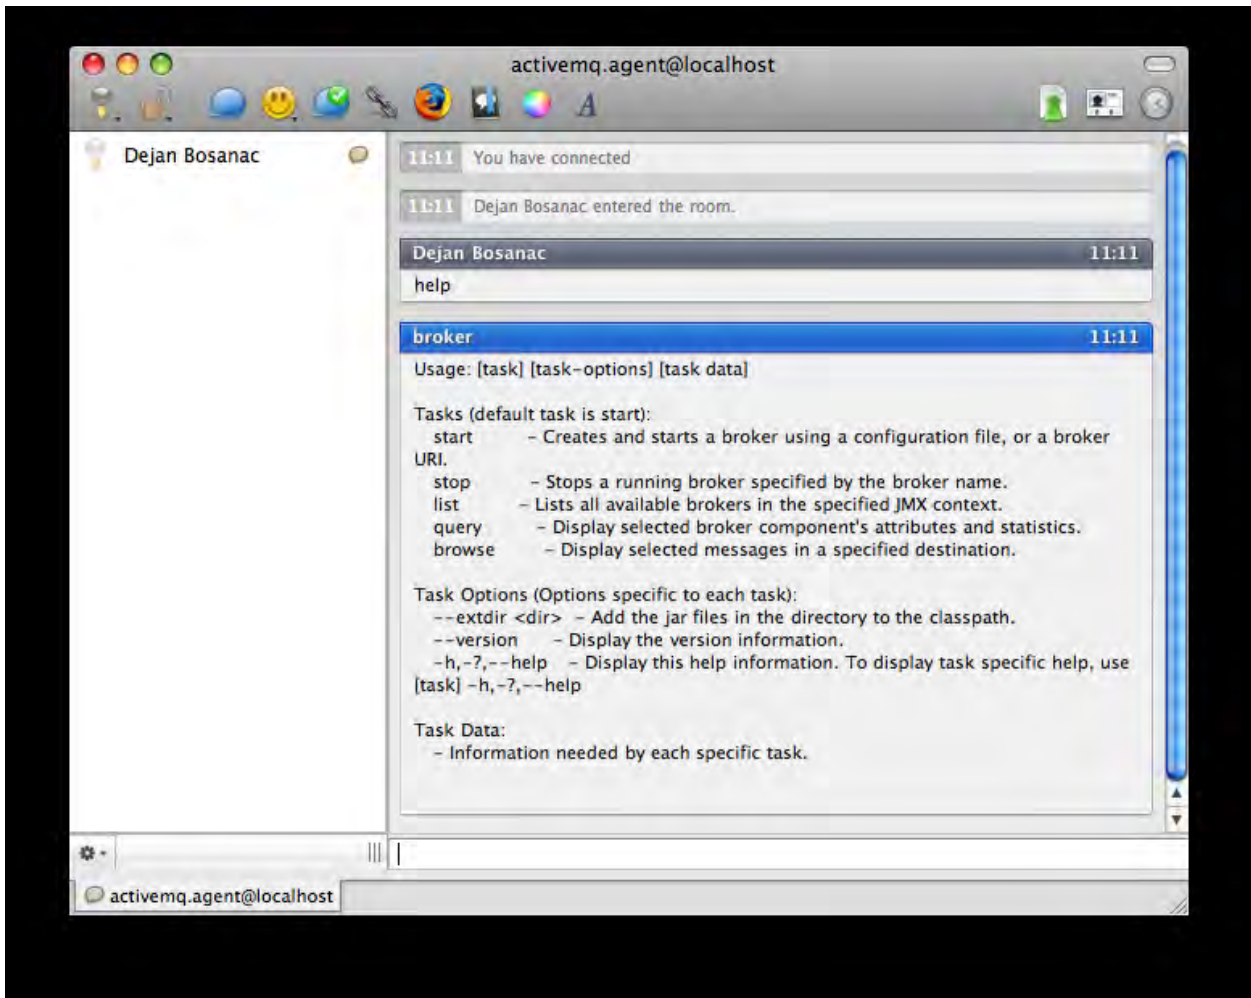 activemq.agent@localhost
Dejan Bosanac
11:11 You have connected
11:11 Dejan Bosanac entered the room.
Dejan Bosanac 11:11
help
broker 11:11
Usage: [task] [task-options] [task data]
Tasks (default task is start):
start - Creates and starts a broker using a configuration file, or a broker
URI.
stop - Stops a running broker specified by the broker name.
list - Lists all available brokers in the specified JMX context.
query - Display selected broker component's attributes and statistics.
browse - Display selected messages in a specified destination.
Task Options (Options specific to each task):
--extdir <dir> - Add the jar files in the directory to the classpath.
--version - Display the version information.
-h,-?,--help - Display this help information. To display task specific help, use
[task] -h,-?,--help
Task Data:
- Information needed by each specific task.
activemq.agent@localhost